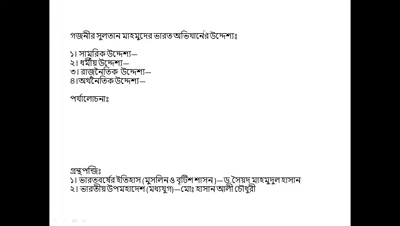 গজনীর সুলতান মাহমুদের ভারত অভিযানের উদ্দেশ্যঃ
১। সামরিক উদ্দেশ্য—
২। ধর্মীয় উদ্দেশ্য—
৩। রাজনৈতিক উদ্দেশ্য—
৪।অর্থনৈতিক উদ্দেশ্য—
পর্যালোচনাঃ
গ্রন্থপঞ্জিঃ
১। ভারতবর্ষের ইতিহাস (মুসলিন ও বৃটিশ শাসন )—ড. সৈয়দ মাহমুদুল হাসান
২। ভারতীয় উপমহাদেশ (মধ্যযুগ)—মোঃ হাসান আলী চৌধুরী